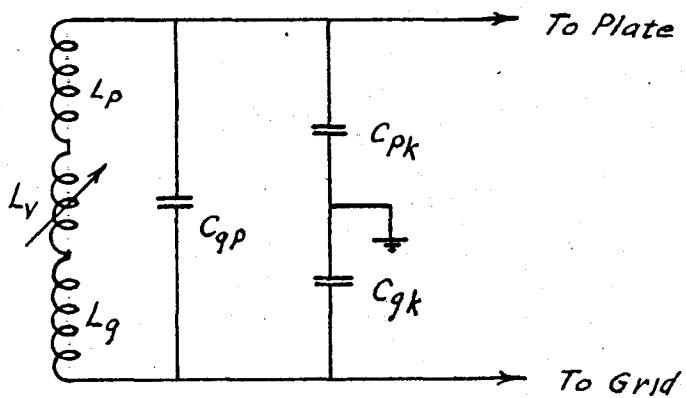 To Plate
Lp
Cpk
Lv
Cgp
Cgk
Lg
To Grid